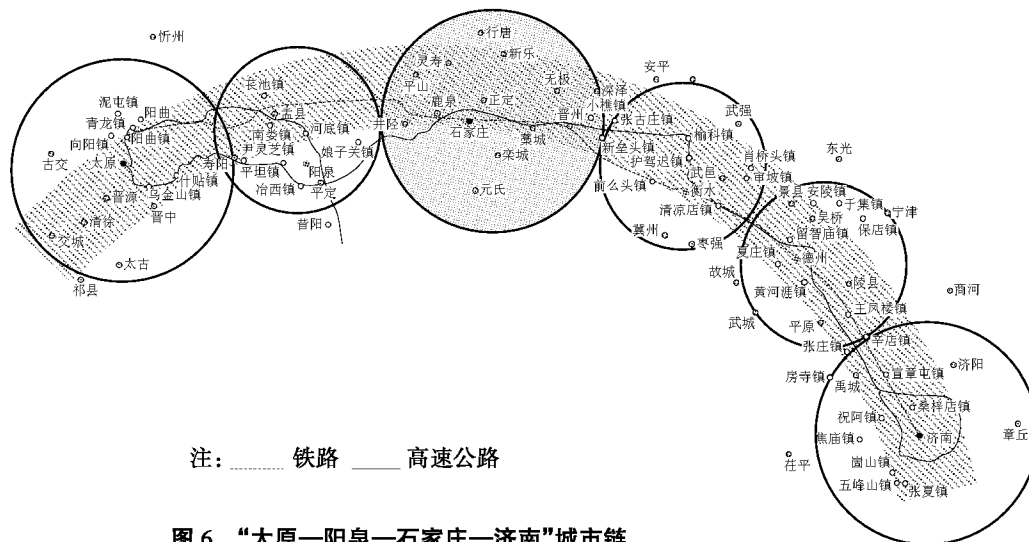 忻州
行唐
新乐
灵寿
平山
无极
深泽
安平
小樵镇
张古庄镇
武强
泥屯镇
阳曲
青龙镇
阳曲镇
向阳镇
古交
太原
晋源
清徐
交城
祁县
太古
晋中
乌金山镇
什贴镇
寿阳
苌池镇
盂县
南娄镇
河底镇
尹灵芝镇
娘子关镇
平坦镇
阳泉
冶西镇
平定
昔阳
井陉
鹿泉
正定
石家庄
藁城
晋州
栾城
元氏
新垒头镇
榆科镇
护驾迟镇
前么头镇
武邑
衡水
清凉店镇
冀州
枣强
肖桥头镇
审坡镇
东光
景县
安陵镇
于集镇
宁津
吴桥
保店镇
留智庙镇
夏庄镇
德州
故城
黄河涯镇
陵县
商河
武城
王凤楼镇
平原
张庄镇
辛店镇
房寺镇
禹城
宣章屯镇
济阳
桑梓店镇
祝阿镇
焦庙镇
济南
章丘
茌平
崮山镇
五峰山镇
张夏镇
注: 铁路 高速公路
图 6 “太原—阳泉—石家庄—济南”城市链